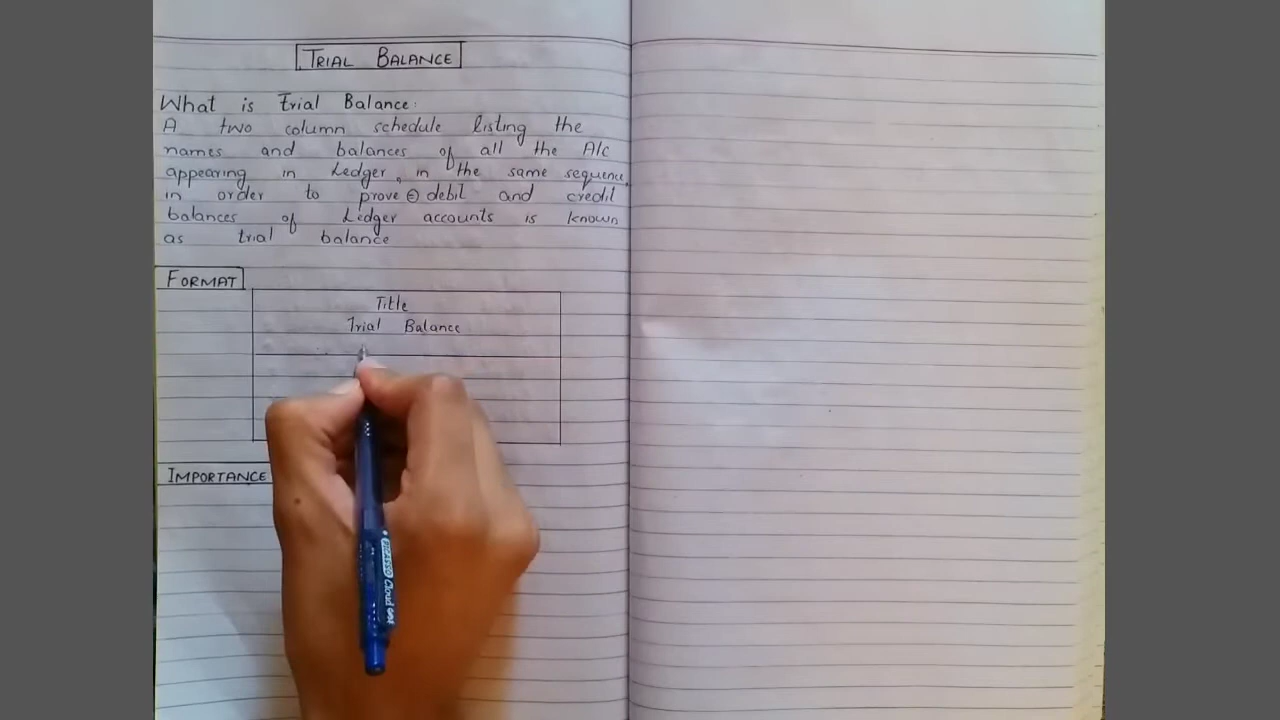 TRIAL BALANCE
What is trial Balance:
A two column schedule listing the
names and balances of all the A/c
appearing in Ledger, in the same sequence,
in order to prove debit and credit
balances of Ledger accounts is known
as trial balance
FORMAT
Title
Trial Balance
IMPORTANCE
PICASSO Cloud